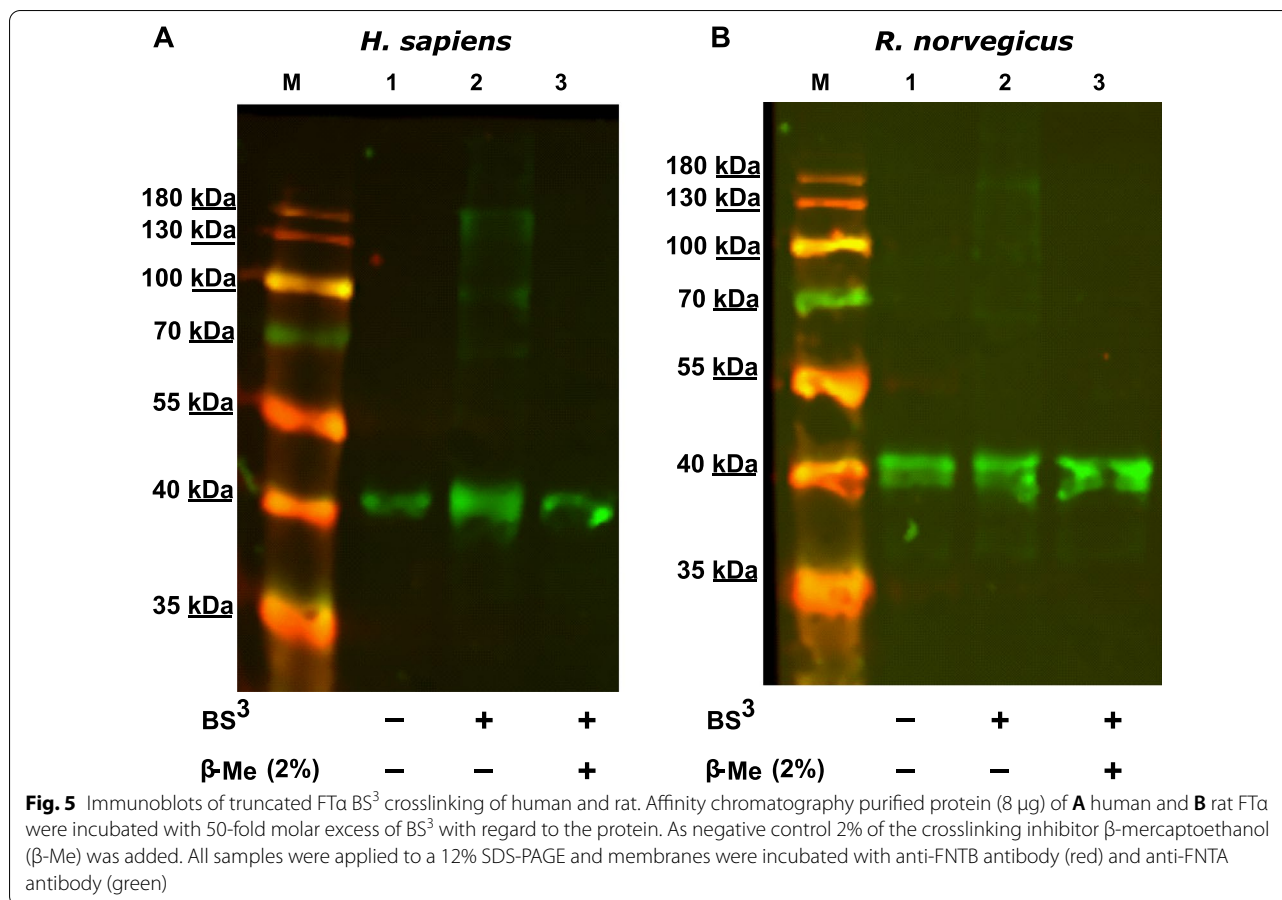 A
H. sapiens
M 1 2 3
180 kDa
130 kDa
100 kDa
70 kDa
55 kDa
40 kDa
35 kDa
BS³ – + +
β-Me (2%) – – +
B
R. norvegicus
M 1 2 3
180 kDa
130 kDa
100 kDa
70 kDa
55 kDa
40 kDa
35 kDa
BS³ – + +
β-Me (2%) – – +
Fig. 5 Immunoblots of truncated FTα BS³ crosslinking of human and rat. Affinity chromatography purified protein (8 µg) of A human and B rat FTα
were incubated with 50-fold molar excess of BS³ with regard to the protein. As negative control 2% of the crosslinking inhibitor β-mercaptoethanol
(β-Me) was added. All samples were applied to a 12% SDS-PAGE and membranes were incubated with anti-FNTB antibody (red) and anti-FNTA
antibody (green)